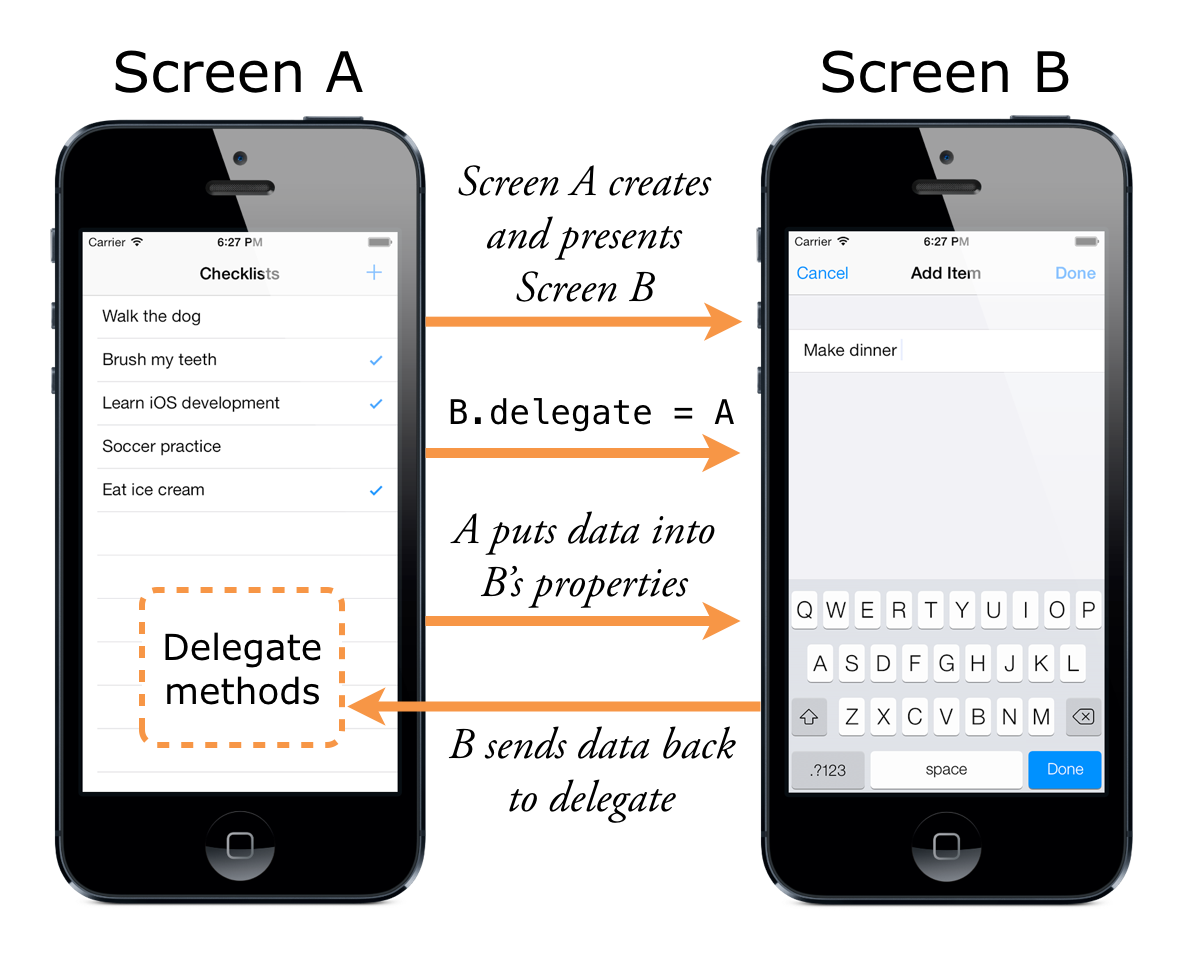 Screen A
Carrier 6:27 PM
Checklists +
Walk the dog
Brush my teeth
Learn iOS development
Soccer practice
Eat ice cream
Delegate
methods
Screen A creates
and presents
Screen B
B.delegate = A
A puts data into
B’s properties
B sends data back
to delegate
Screen B
Carrier 6:27 PM
Cancel Add Item Done
Make dinner
Q W E R T Y U I O P
A S D F G H J K L
Z X C V B N M
.?123 space Done